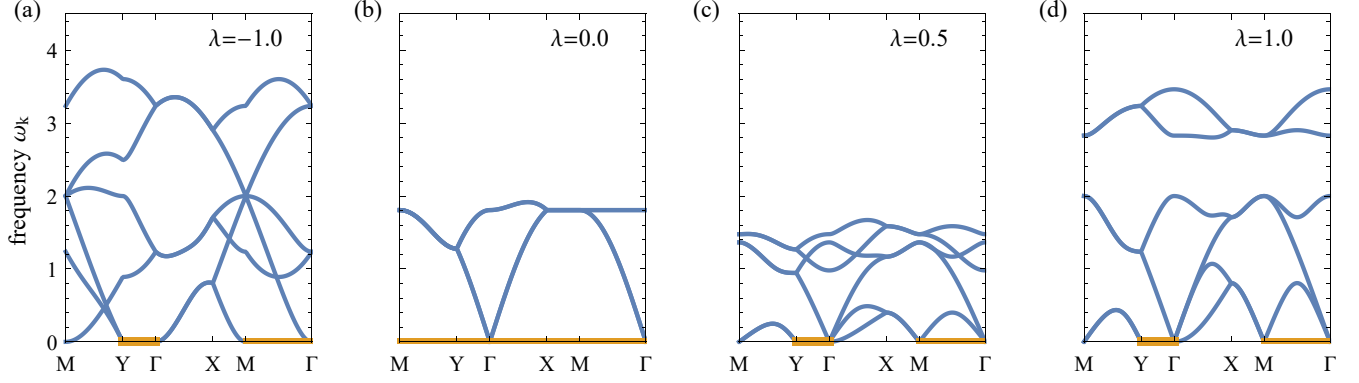 (a)
λ=−1.0
frequency ωk
4
3
2
1
0
M Y Γ X M Γ
(b)
λ=0.0
M Y Γ X M Γ
(c)
λ=0.5
M Y Γ X M Γ
(d)
λ=1.0
M Y Γ X M Γ